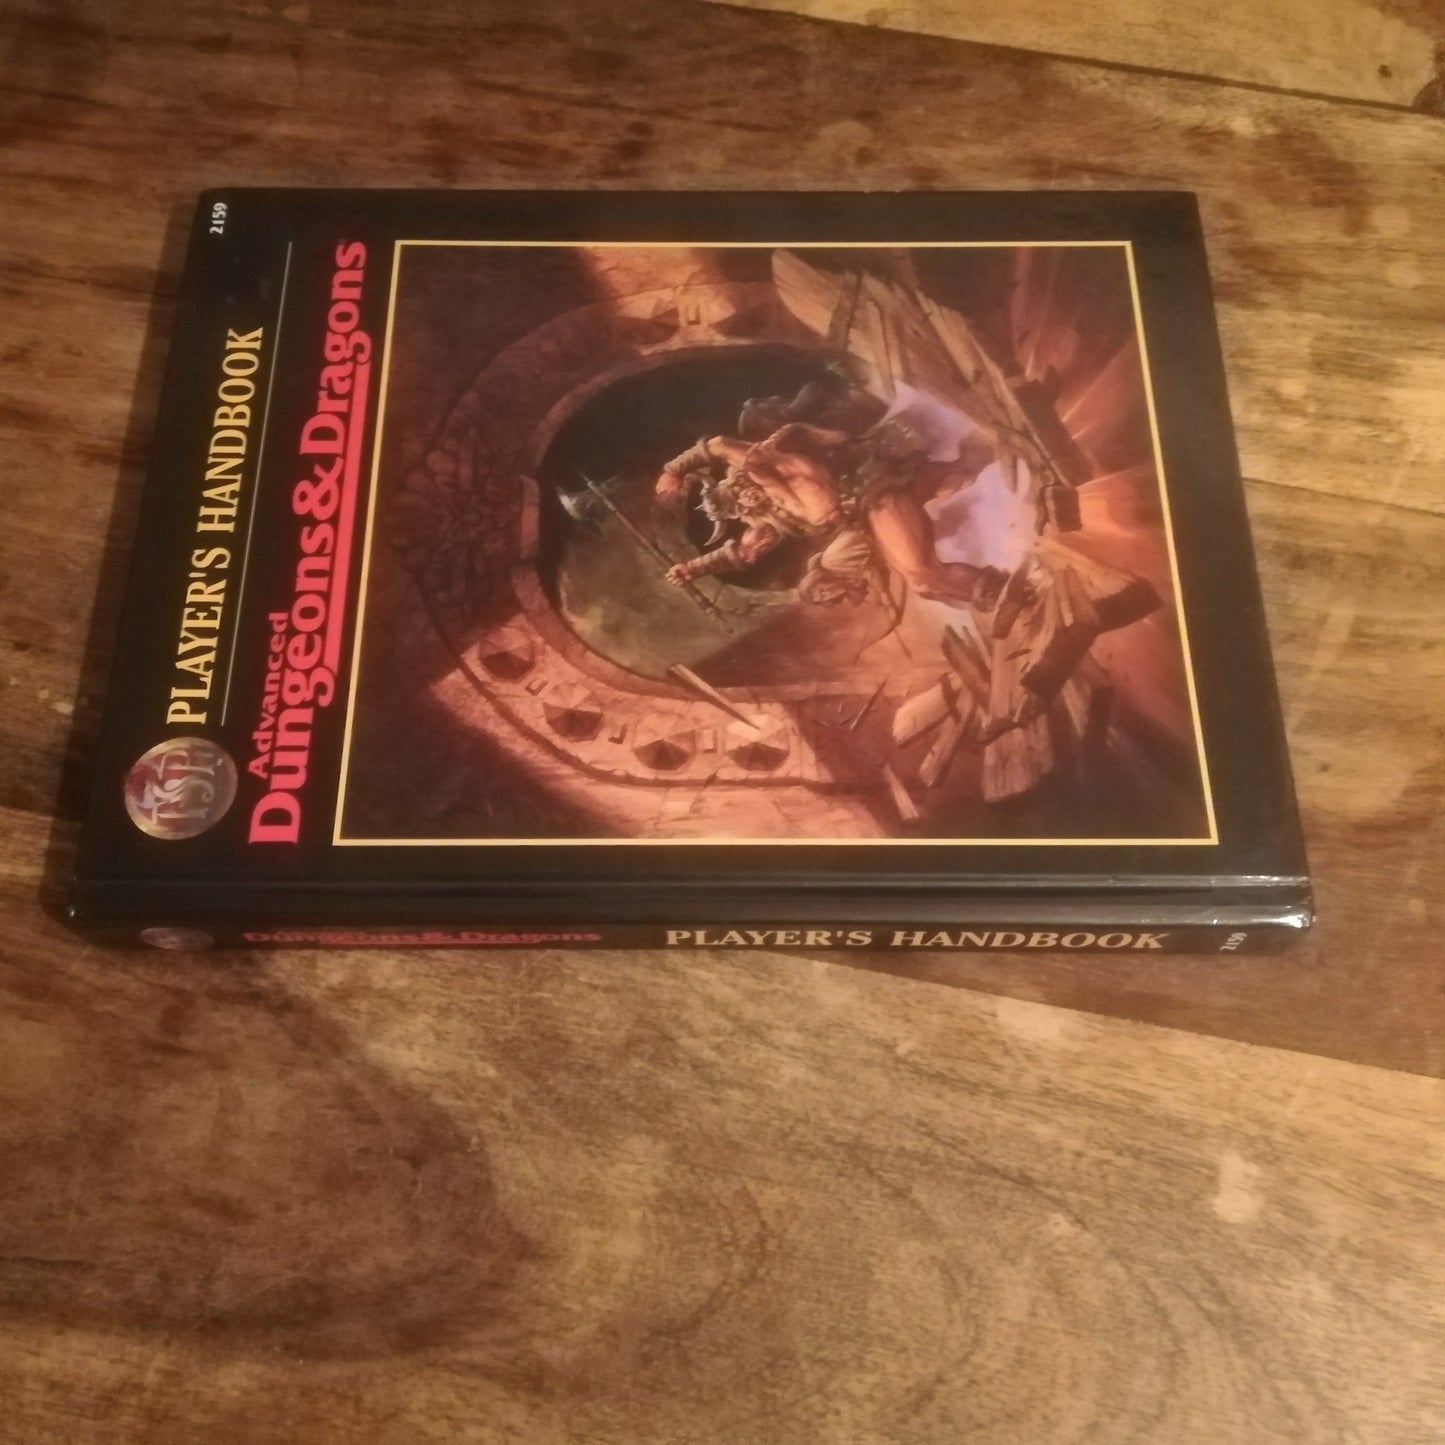 2159
PLAYER'S HANDBOOK
TSR
Advanced
Dungeons & Dragons
Dungeons & Dragons
PLAYER'S HANDBOOK
2159